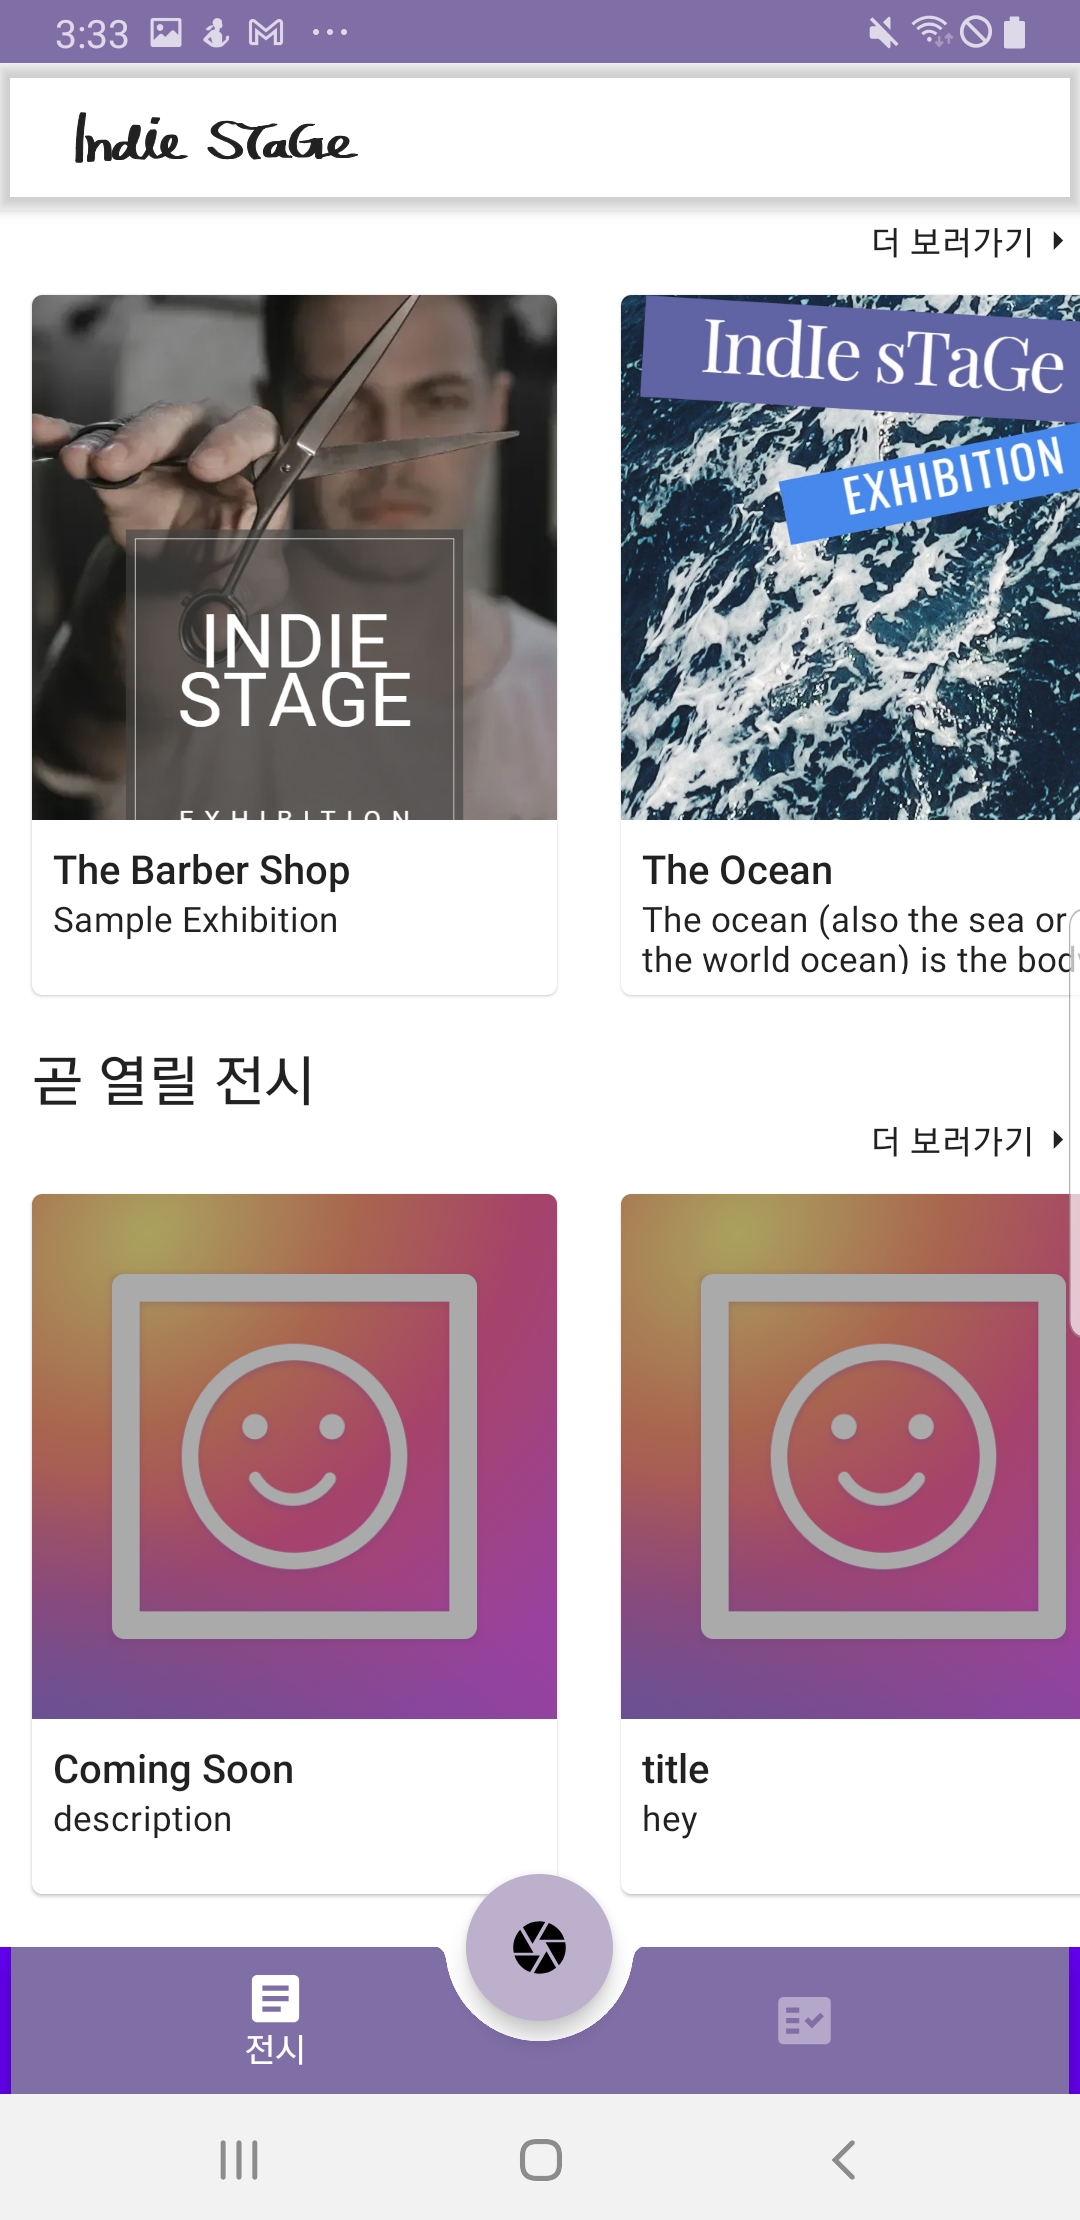 3:33
Indie STaGe
더 보러가기
IndIe sTaGe
EXHIBITION
INDIE
STAGE
EXHIBITION
The Barber Shop
Sample Exhibition
The Ocean
The ocean (also the sea or
the world ocean) is the body
곧 열릴 전시
더 보러가기
Coming Soon
description
title
hey
전시